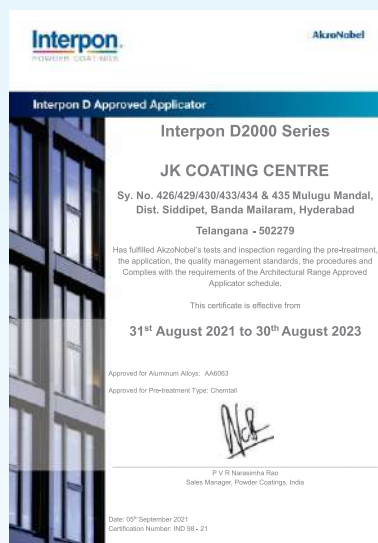 Interpon.
POWDER COATINGS
AkzoNobel
Interpon D Approved Applicator
Interpon D2000 Series
JK COATING CENTRE
Sy. No. 426/429/430/433/434 & 435 Mulugu Mandal,
Dist. Siddipet, Banda Mailaram, Hyderabad
Telangana - 502279
Has fulfilled AkzoNobel's tests and inspection regarding the pre-treatment,
the application, the quality management standards, the procedures and
Complies with the requirements of the Architectural Range Approved
Applicator schedule.
This certificate is effective from
31st August 2021 to 30th August 2023
Approved for Aluminum Alloys: AA6063
Approved for Pre-treatment Type: Chemtall
P V R Narasimha Rao
Sales Manager, Powder Coatings, India
Date: 05th September 2021
Certification Number: IND 98 - 21